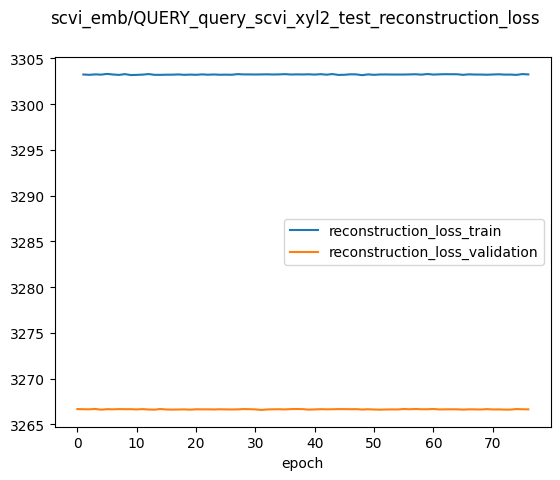 scvi_emb/QUERY_query_scvi_xyl2_test_reconstruction_loss
3305
3300
3295
3290
3285
3280
3275
3270
3265
reconstruction_loss_train
reconstruction_loss_validation
0 10 20 30 40 50 60 70
epoch